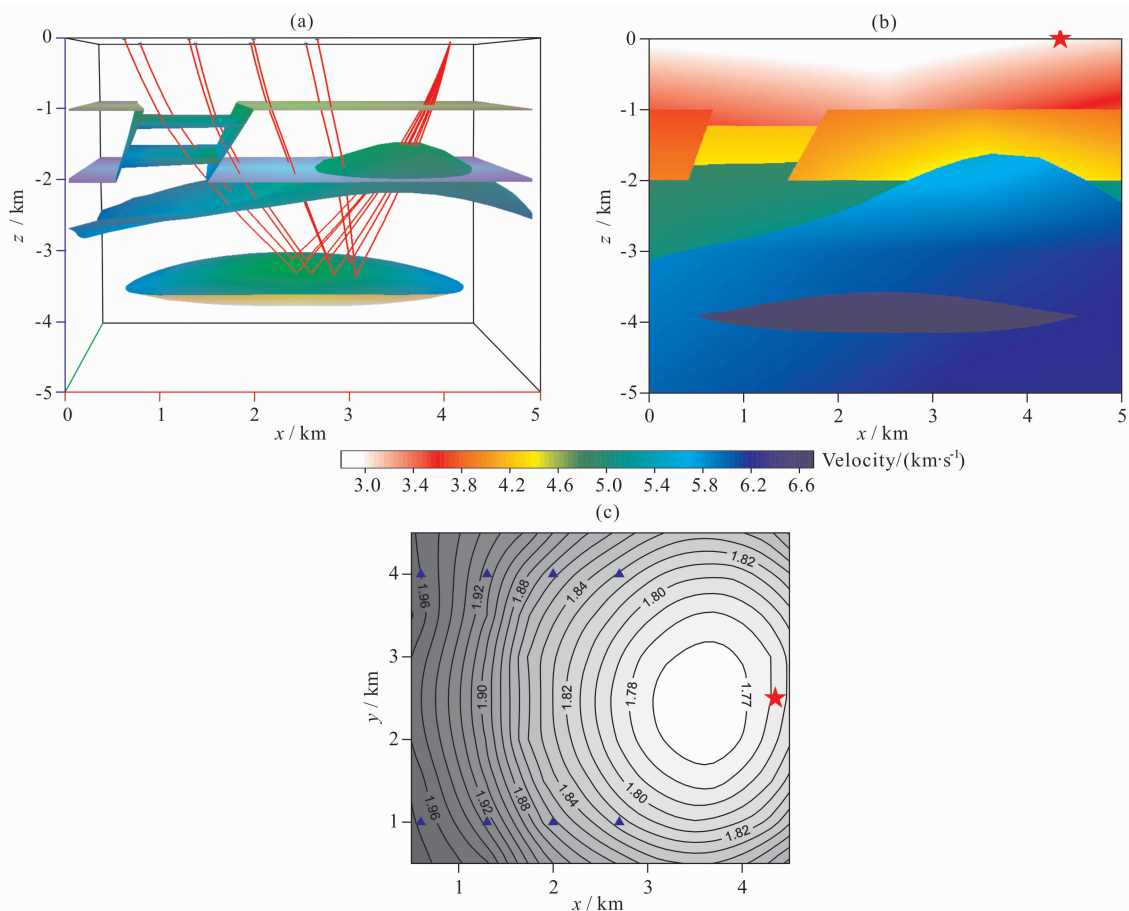 (a)
0
-1
-2
-3
-4
-5
z / km
0 1 2 3 4 5
x / km
(b)
0
-1
-2
-3
-4
-5
z / km
0 1 2 3 4 5
x / km
3.0 3.4 3.8 4.2 4.6 5.0 5.4 5.8 6.2 6.6
Velocity/(km·s⁻¹)
(c)
4
3
2
1
y / km
1.96 1.92 1.88 1.84 1.80 1.82
1.90 1.82 1.78 1.77
1.96 1.92 1.88 1.84 1.80 1.82
1 2 3 4
x / km